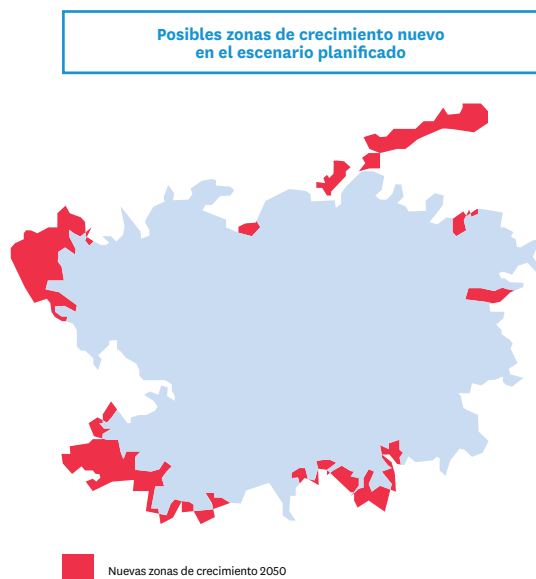 Posibles zonas de crecimiento nuevo
en el escenario planificado
Nuevas zonas de crecimiento 2050